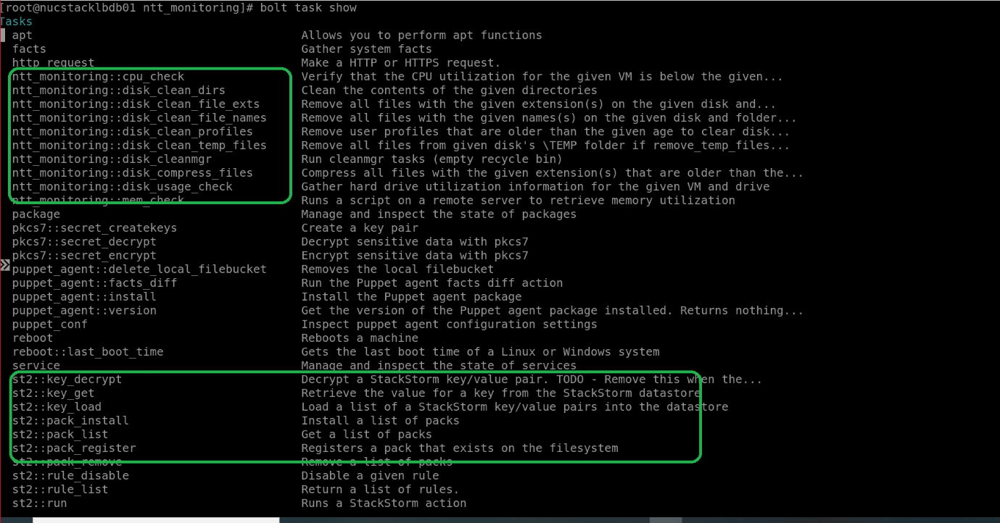 [root@nucstacklbdb01 ntt_monitoring]# bolt task show
Tasks
apt Allows you to perform apt functions
facts Gather system facts
http_request Make a HTTP or HTTPS request.
ntt_monitoring::cpu_check Verify that the CPU utilization for the given VM is below the given...
ntt_monitoring::disk_clean_dirs Clean the contents of the given directories
ntt_monitoring::disk_clean_file_exts Remove all files with the given extension(s) on the given disk and...
ntt_monitoring::disk_clean_file_names Remove all files with the given names(s) on the given disk and folder...
ntt_monitoring::disk_clean_profiles Remove user profiles that are older than the given age to clear disk...
ntt_monitoring::disk_clean_temp_files Remove all files from given disk's \TEMP folder if remove_temp_files...
ntt_monitoring::disk_cleanmgr Run cleanmgr tasks (empty recycle bin)
ntt_monitoring::disk_compress_files Compress all files with the given extension(s) that are older than the...
ntt_monitoring::disk_usage_check Gather hard drive utilization information for the given VM and drive
ntt_monitoring::mem_check Runs a script on a remote server to retrieve memory utilization
package Manage and inspect the state of packages
pkcs7::secret_createkeys Create a key pair
pkcs7::secret_decrypt Decrypt sensitive data with pkcs7
pkcs7::secret_encrypt Encrypt sensitive data with pkcs7
puppet_agent::delete_local_filebucket Removes the local filebucket
puppet_agent::facts_diff Run the Puppet agent facts diff action
puppet_agent::install Install the Puppet agent package
puppet_agent::version Get the version of the Puppet agent package installed. Returns nothing...
puppet_conf Inspect puppet agent configuration settings
reboot Reboots a machine
reboot::last_boot_time Gets the last boot time of a Linux or Windows system
service Manage and inspect the state of services
st2::key_decrypt Decrypt a StackStorm key/value pair. TODO - Remove this when the...
st2::key_get Retrieve the value for a key from the StackStorm datastore
st2::key_load Load a list of a StackStorm key/value pairs into the datastore
st2::pack_install Install a list of packs
st2::pack_list Get a list of packs
st2::pack_register Registers a pack that exists on the filesystem
st2::pack_remove Remove a list of packs
st2::rule_disable Disable a given rule
st2::rule_list Return a list of rules.
st2::run Runs a StackStorm action